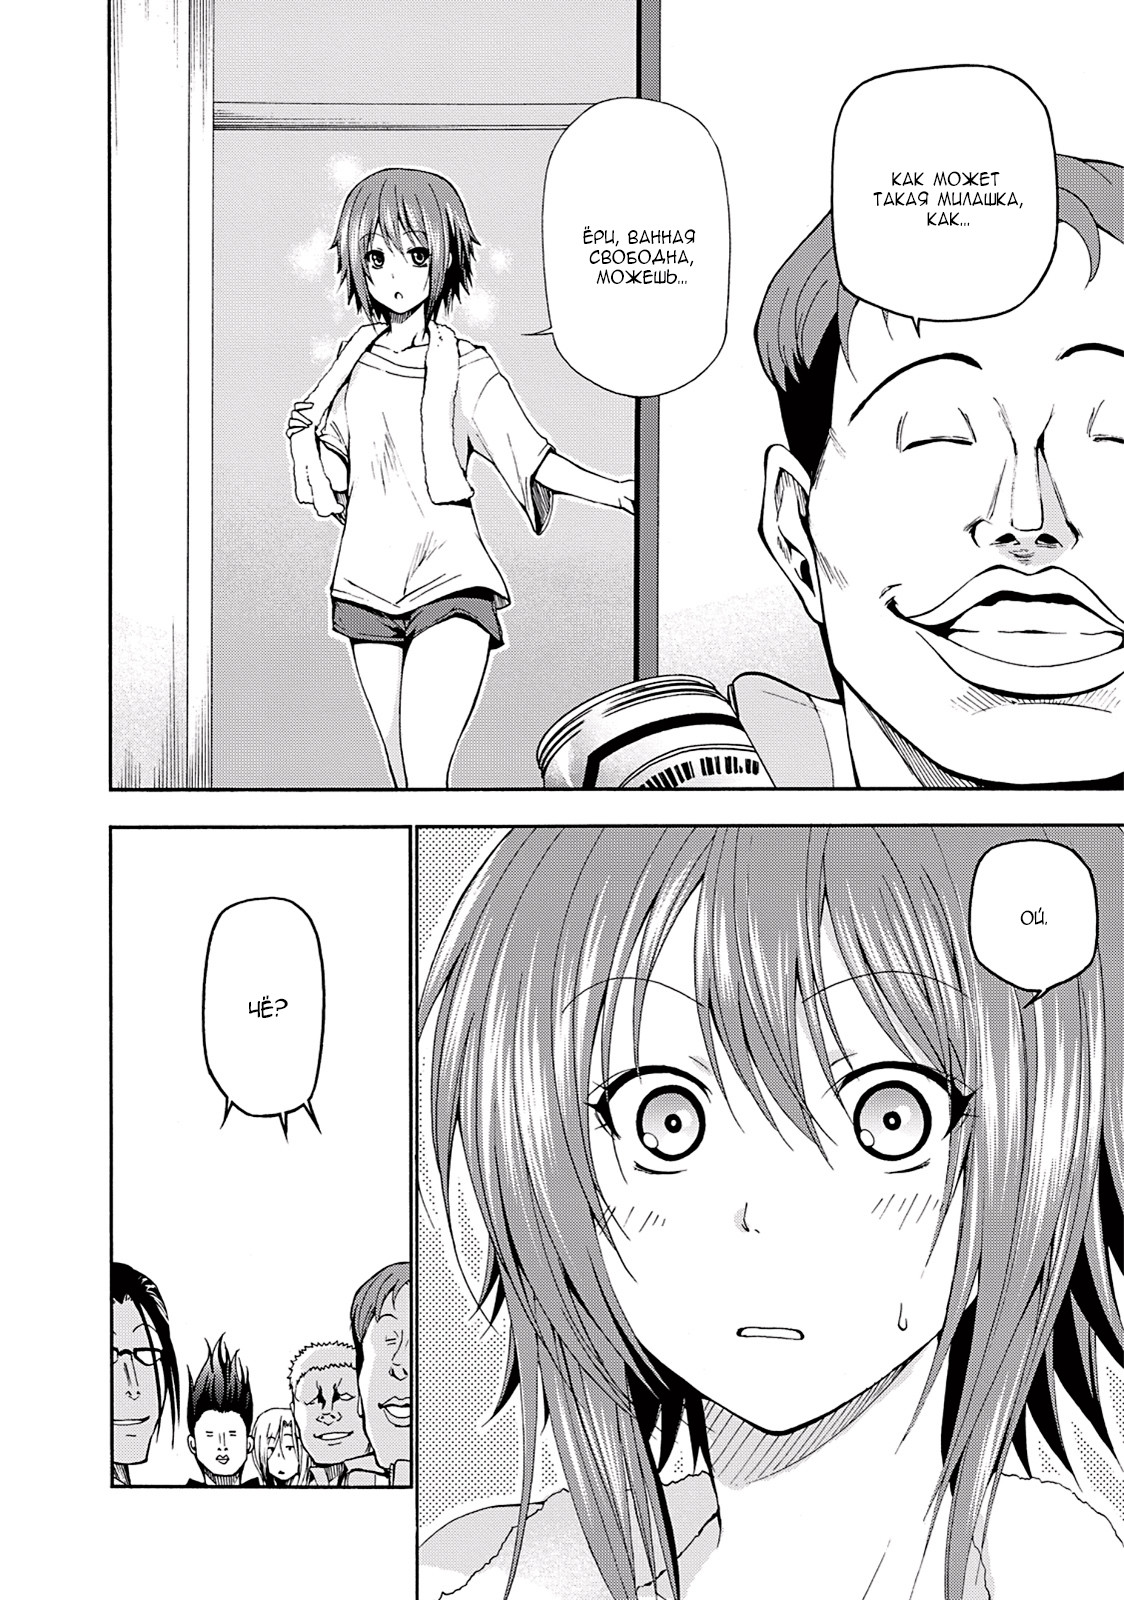 КАК МОЖЕТ
ТАКАЯ МИЛАШКА,
КАК...
ЁРИ, ВАННАЯ
СВОБОДНА,
МОЖЕШЬ...
ОЙ.
ЧЁ?